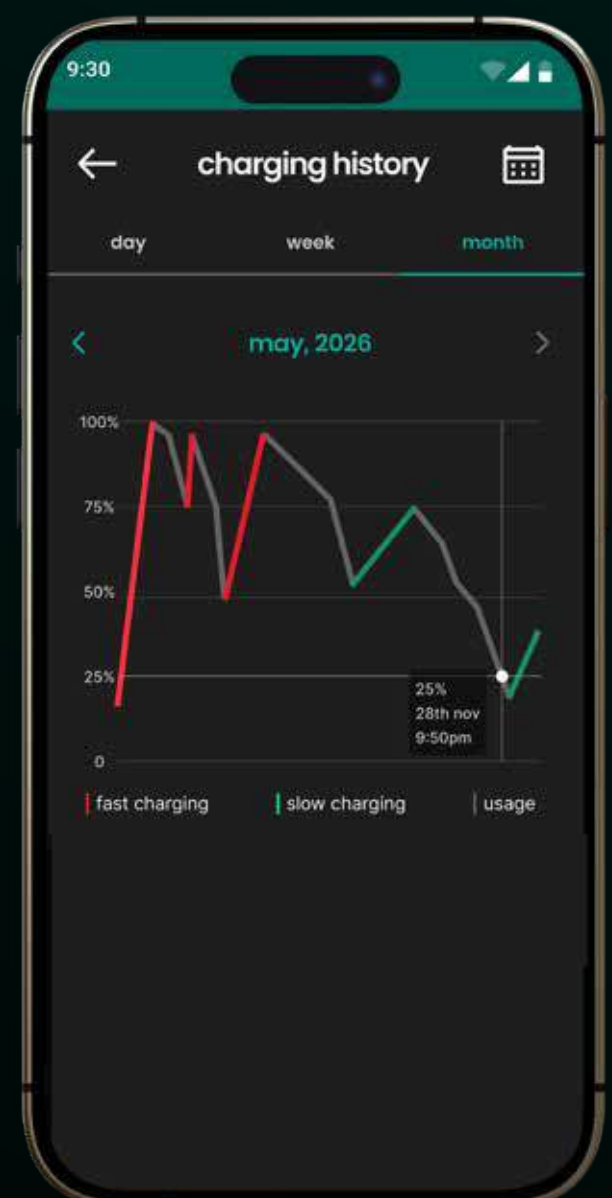 9:30
charging history
day week month
may, 2026
100%
75%
50%
25%
0
25%
28th nov
9:50pm
fast charging slow charging usage